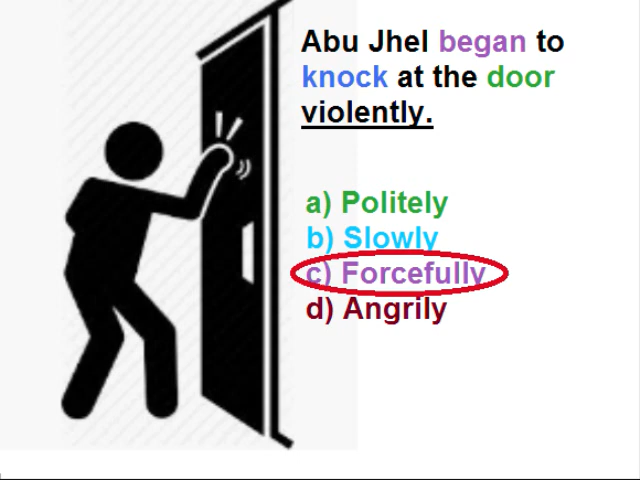 Abu Jhel began to
knock at the door
violently.
a) Politely
b) Slowly
c) Forcefully
d) Angrily